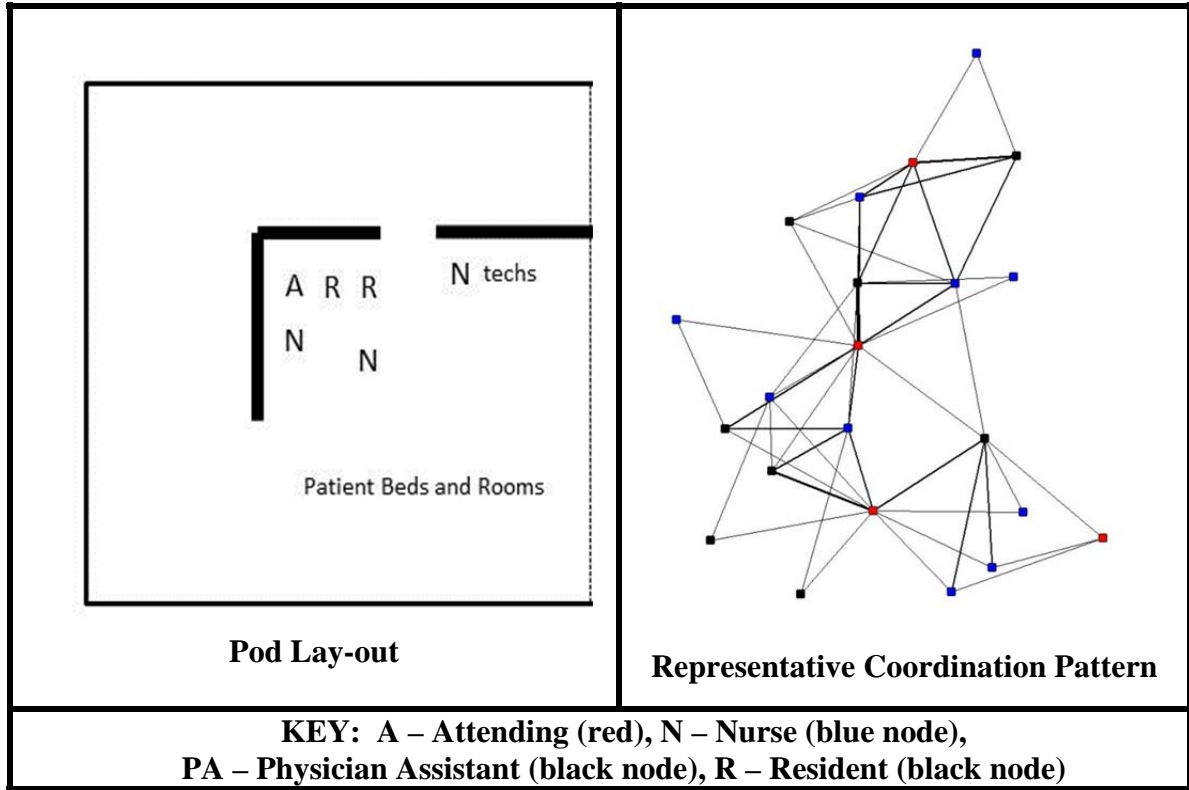 A R R
N techs
N
N
Patient Beds and Rooms
Pod Lay-out
Representative Coordination Pattern
KEY: A – Attending (red), N – Nurse (blue node),
PA – Physician Assistant (black node), R – Resident (black node)